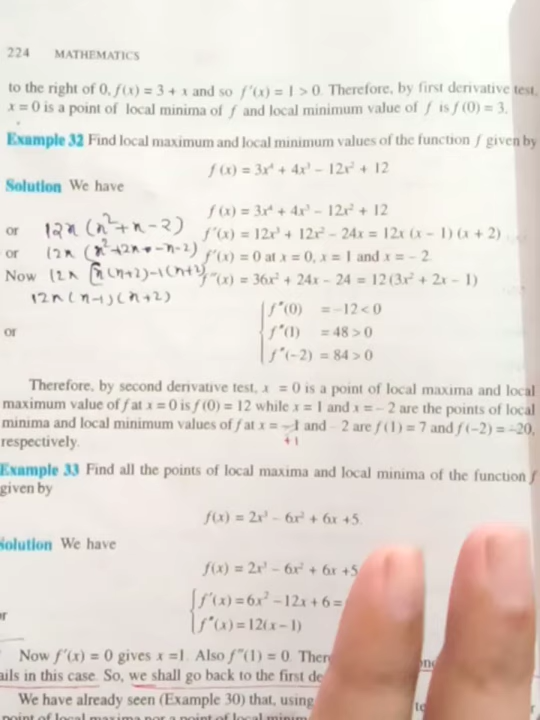 224 MATHEMATICS
to the right of 0, f(x) = 3 + x and so f′(x) = 1 > 0. Therefore, by first derivative test,
x = 0 is a point of local minima of f and local minimum value of f is f(0) = 3.
Example 32 Find local maximum and local minimum values of the function f given by
f(x) = 3x⁴ + 4x³ – 12x² + 12
Solution We have
f(x) = 3x⁴ + 4x³ – 12x² + 12
or 12x (x²+x-2) f′(x) = 12x³ + 12x² – 24x = 12x (x – 1) (x + 2)
or 12x (x²+2x-x-2) f′(x) = 0 at x = 0, x = 1 and x = – 2.
Now 12x [x(x+2)-1(x+2) f″(x) = 36x² + 24x – 24 = 12 (3x² + 2x – 1)
12x (x-1) (x+2)
f″(0) = –12 < 0
or f″(1) = 48 > 0
f″(–2) = 84 > 0
Therefore, by second derivative test, x = 0 is a point of local maxima and local
maximum value of f at x = 0 is f(0) = 12 while x = 1 and x = – 2 are the points of local
minima and local minimum values of f at x = –1 and – 2 are f(1) = 7 and f(–2) = –20,
+1
respectively.
Example 33 Find all the points of local maxima and local minima of the function f
given by
f(x) = 2x³ – 6x² + 6x +5.
Solution We have
f(x) = 2x³ – 6x² + 6x +5
f′(x) = 6x² –12x + 6 =
or f″(x) = 12(x–1)
Now f′(x) = 0 gives x =1. Also f″(1) = 0.
in this case. So, we shall go back to the first
We have already seen (Example 30) that, using
point of local maxima nor a point of local